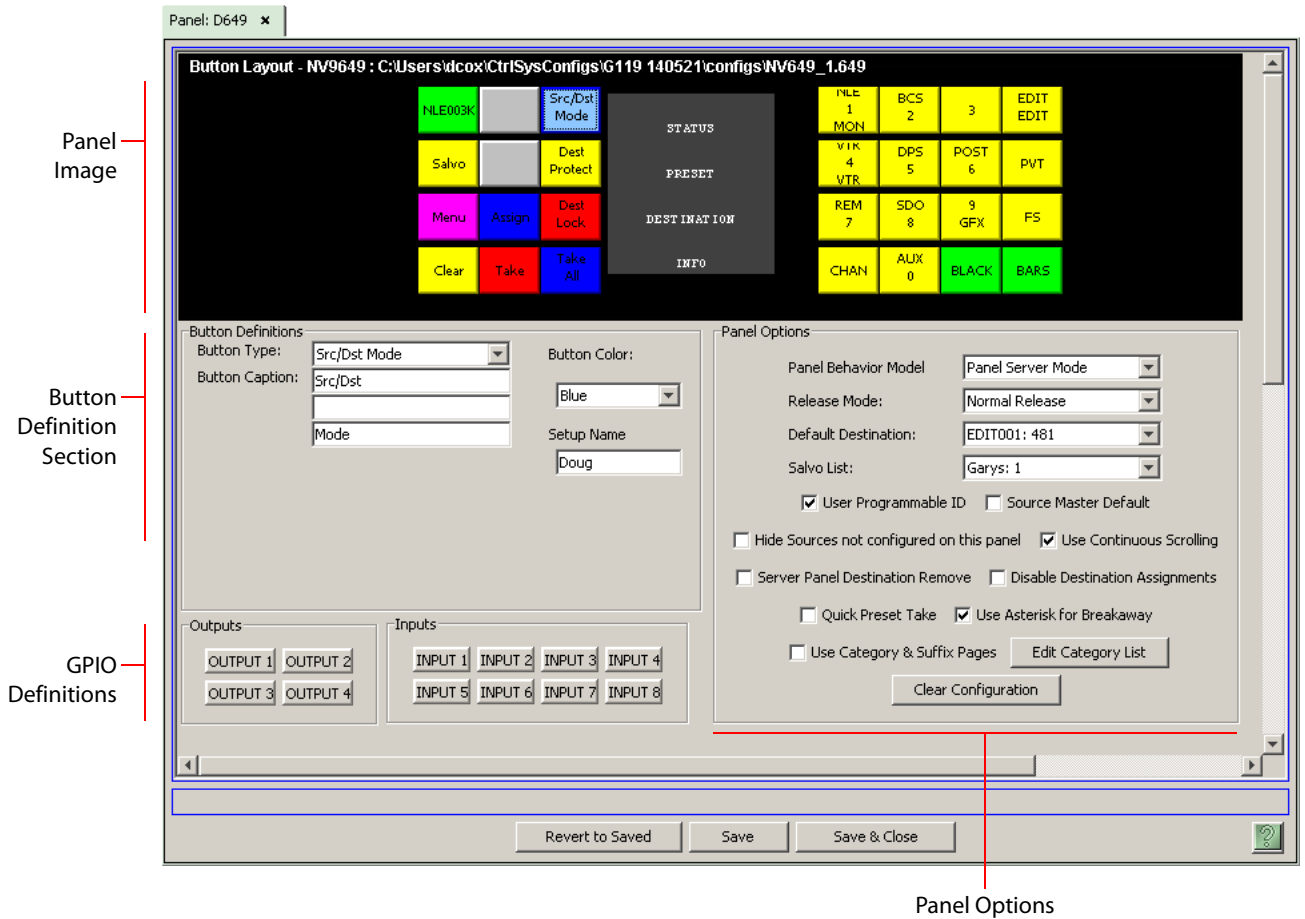 Panel: D649 ×
Button Layout - NV9649 : C:\Users\dcox\CtrlSysConfigs\G119 140521\configs\NV649_1.649
Panel
Image
NLE003K
Src/Dst
Mode
Salvo
Dest
Protect
Menu
Assign
Dest
Lock
Clear
Take
Take
All
STATUS
PRESET
DESTINATION
INFO
NLE
1
MON
BCS
2
3
EDIT
EDIT
VTR
4
VTR
DPS
5
POST
6
PVT
REM
7
SDO
8
9
GFX
FS
CHAN
AUX
0
BLACK
BARS
Button
Definition
Section
Button Definitions
Button Type:
Src/Dst Mode
Button Caption:
Src/Dst
Mode
Button Color:
Blue
Setup Name
Doug
Panel Options
Panel Behavior Model
Panel Server Mode
Release Mode:
Normal Release
Default Destination:
EDIT001: 481
Salvo List:
Garys: 1
User Programmable ID
Source Master Default
Hide Sources not configured on this panel
Use Continuous Scrolling
Server Panel Destination Remove
Disable Destination Assignments
Quick Preset Take
Use Asterisk for Breakaway
Use Category & Suffix Pages
Edit Category List
Clear Configuration
GPIO
Definitions
Outputs
OUTPUT 1 OUTPUT 2
OUTPUT 3 OUTPUT 4
Inputs
INPUT 1 INPUT 2 INPUT 3 INPUT 4
INPUT 5 INPUT 6 INPUT 7 INPUT 8
Revert to Saved
Save
Save & Close
?
Panel Options